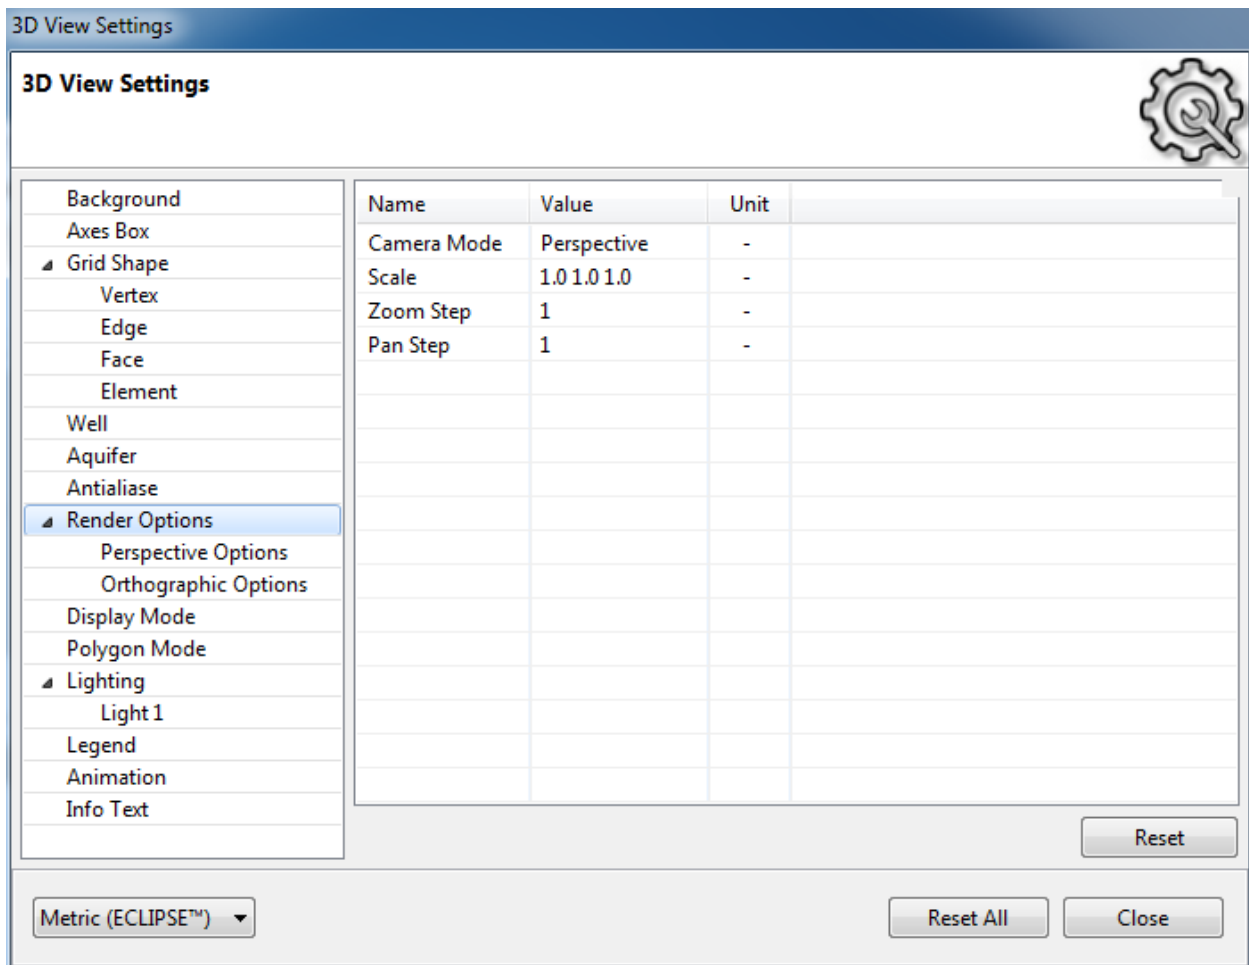 3D View Settings
3D View Settings
Background
Axes Box
Grid Shape
Vertex
Edge
Face
Element
Well
Aquifer
Antialiase
Render Options
Perspective Options
Orthographic Options
Display Mode
Polygon Mode
Lighting
Light 1
Legend
Animation
Info Text
Name Value Unit
Camera Mode Perspective -
Scale 1.0 1.0 1.0 -
Zoom Step 1 -
Pan Step 1 -
Reset
Metric (ECLIPSE™) Reset All Close